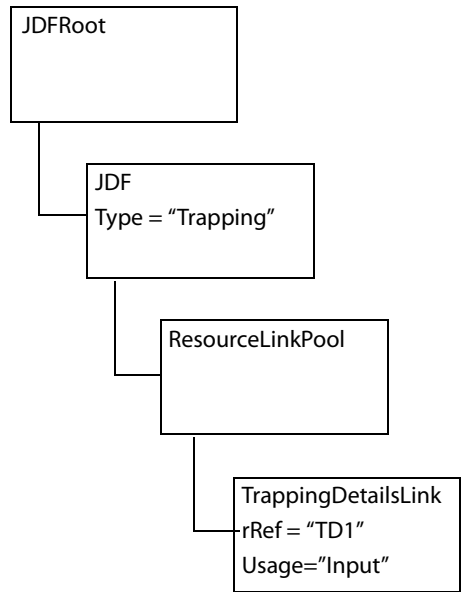 JDFRoot
JDF
Type = “Trapping”
ResourceLinkPool
TrappingDetailsLink
rRef = “TD1”
Usage=”Input”